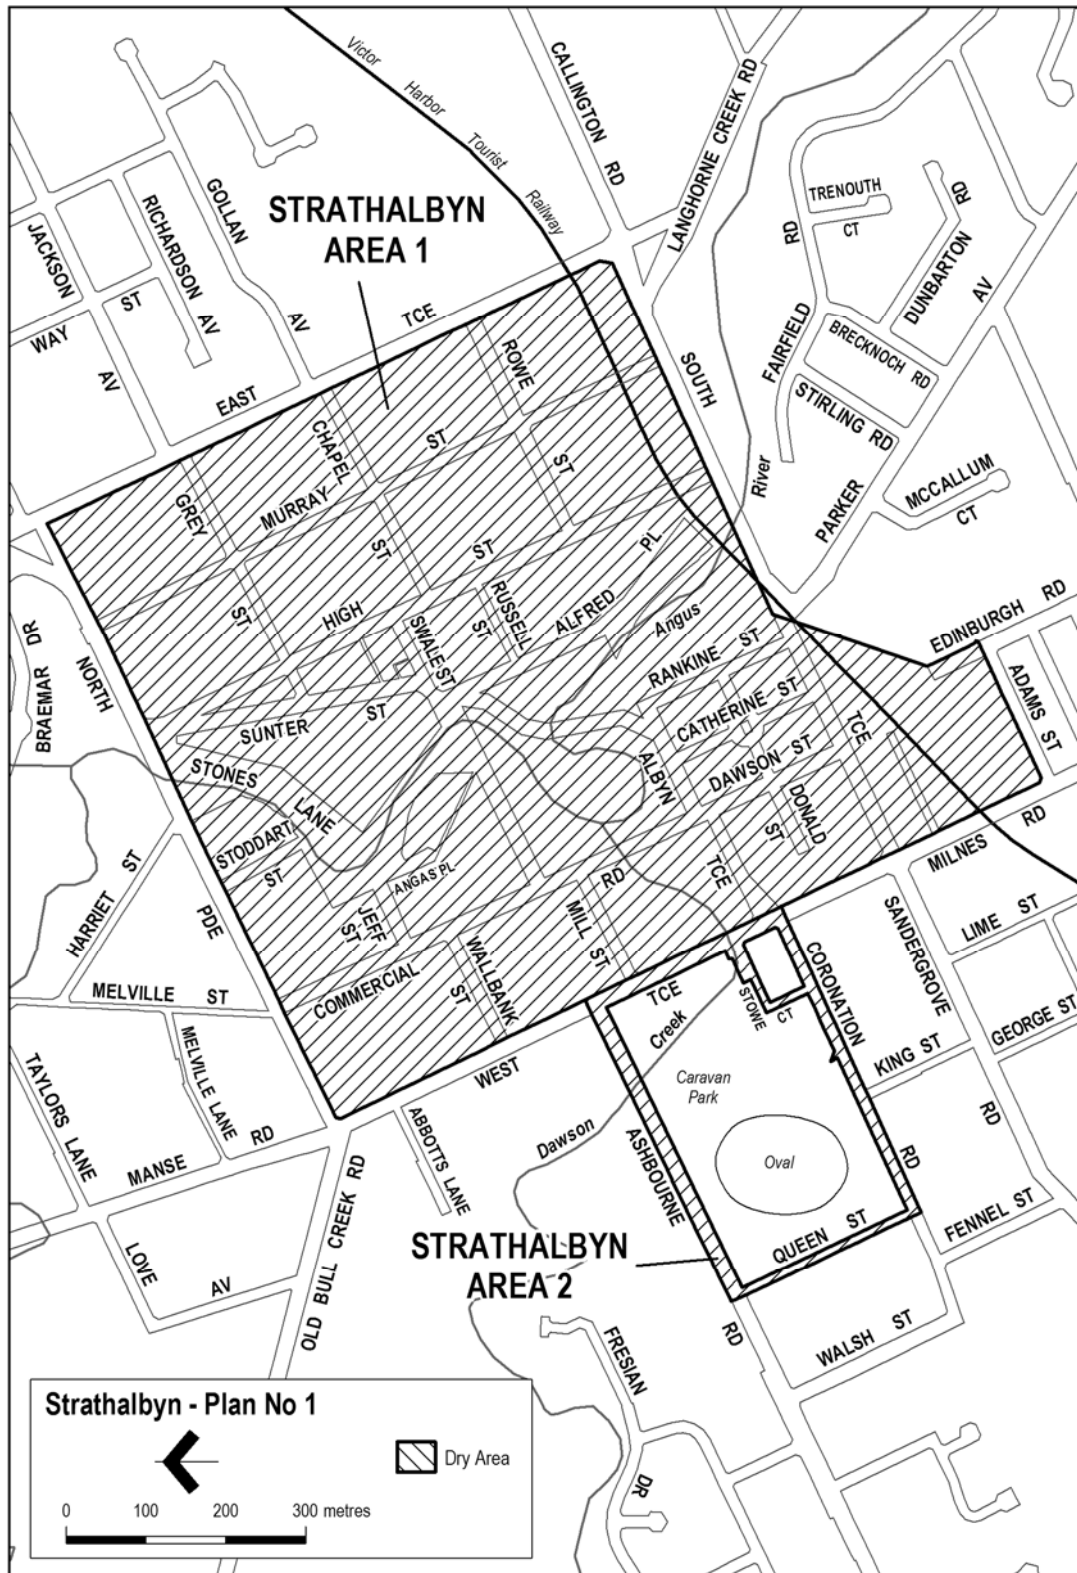 Victor
Harbor
Tourist
Railway
CALLINGTON
RD
LANGHORNE CREEK RD
TRENOUTH
CT
DUNBARTON
RD
RD
FAIRFIELD
AV
BRECKNOCH RD
STIRLING RD
PARKER
MCCALLUM
CT
JACKSON
AV
RICHARDSON
AV
GOLLAN
AV
WAY
ST
STRATHALBYN
AREA 1
EAST
TCE
ROWE
ST
SOUTH
River
CHAPEL
ST
GREY
ST
MURRAY
ST
HIGH
ST
SWALE ST
RUSSELL
ST
ALFRED
PL
Angus
RANKINE ST
CATHERINE ST
DAWSON ST
TCE
EDINBURGH RD
ADAMS ST
BRAEMAR DR
NORTH
PDE
SUNTER
ST
STONES
LANE
STODDART
ST
ANGAS PL
JEFF
ST
ALBYN
TCE
DONALD
ST
MILNES
RD
HARRIET ST
COMMERCIAL
RD
WALLBANK
ST
MILL ST
MELVILLE ST
MELVILLE LANE
TAYLORS LANE
MANSE
RD
WEST
TCE
Creek
Dawson
STOWE
CT
CORONATION
RD
SANDERGROVE
RD
LIME ST
GEORGE ST
KING ST
Caravan
Park
Oval
ABBOTTS LANE
ASHBOURNE
RD
QUEEN ST
FENNEL ST
LOVE
AV
OLD BULL CREEK RD
STRATHALBYN
AREA 2
WALSH ST
FRESIAN
DR
Strathalbyn - Plan No 1
Dry Area
0 100 200 300 metres